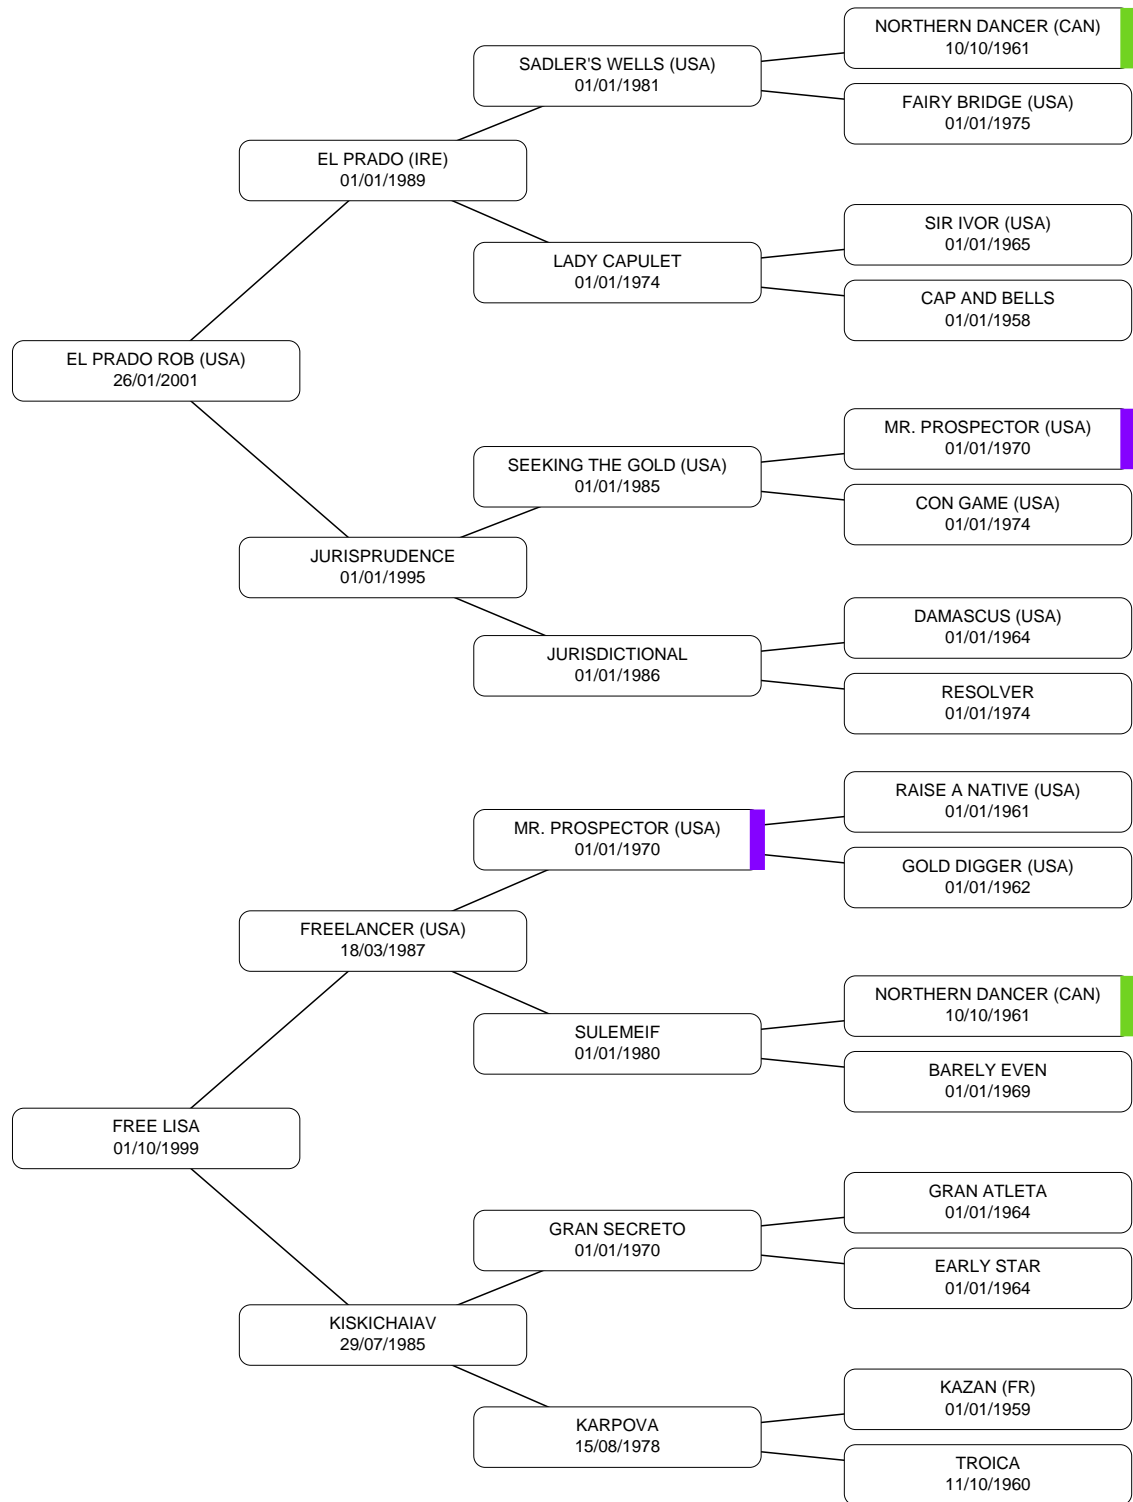 NORTHERN DANCER (CAN)
10/10/1961
SADLER'S WELLS (USA)
01/01/1981
FAIRY BRIDGE (USA)
01/01/1975
EL PRADO (IRE)
01/01/1989
SIR IVOR (USA)
01/01/1965
LADY CAPULET
01/01/1974
CAP AND BELLS
01/01/1958
EL PRADO ROB (USA)
26/01/2001
MR. PROSPECTOR (USA)
01/01/1970
SEEKING THE GOLD (USA)
01/01/1985
CON GAME (USA)
01/01/1974
JURISPRUDENCE
01/01/1995
DAMASCUS (USA)
01/01/1964
JURISDICTIONAL
01/01/1986
RESOLVER
01/01/1974
RAISE A NATIVE (USA)
01/01/1961
MR. PROSPECTOR (USA)
01/01/1970
GOLD DIGGER (USA)
01/01/1962
FREELANCER (USA)
18/03/1987
NORTHERN DANCER (CAN)
10/10/1961
SULEMEIF
01/01/1980
BARELY EVEN
01/01/1969
FREE LISA
01/10/1999
GRAN ATLETA
01/01/1964
GRAN SECRETO
01/01/1970
EARLY STAR
01/01/1964
KISKICHAIAV
29/07/1985
KAZAN (FR)
01/01/1959
KARPOVA
15/08/1978
TROICA
11/10/1960